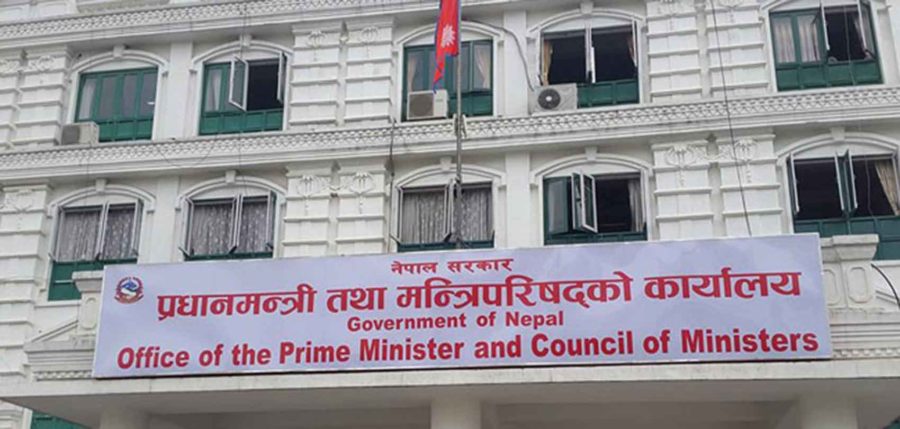 नेपाल सरकार
प्रधानमन्त्री तथा मन्त्रिपरिषद्को कार्यालय
Government of Nepal
Office of the Prime Minister and Council of Ministers